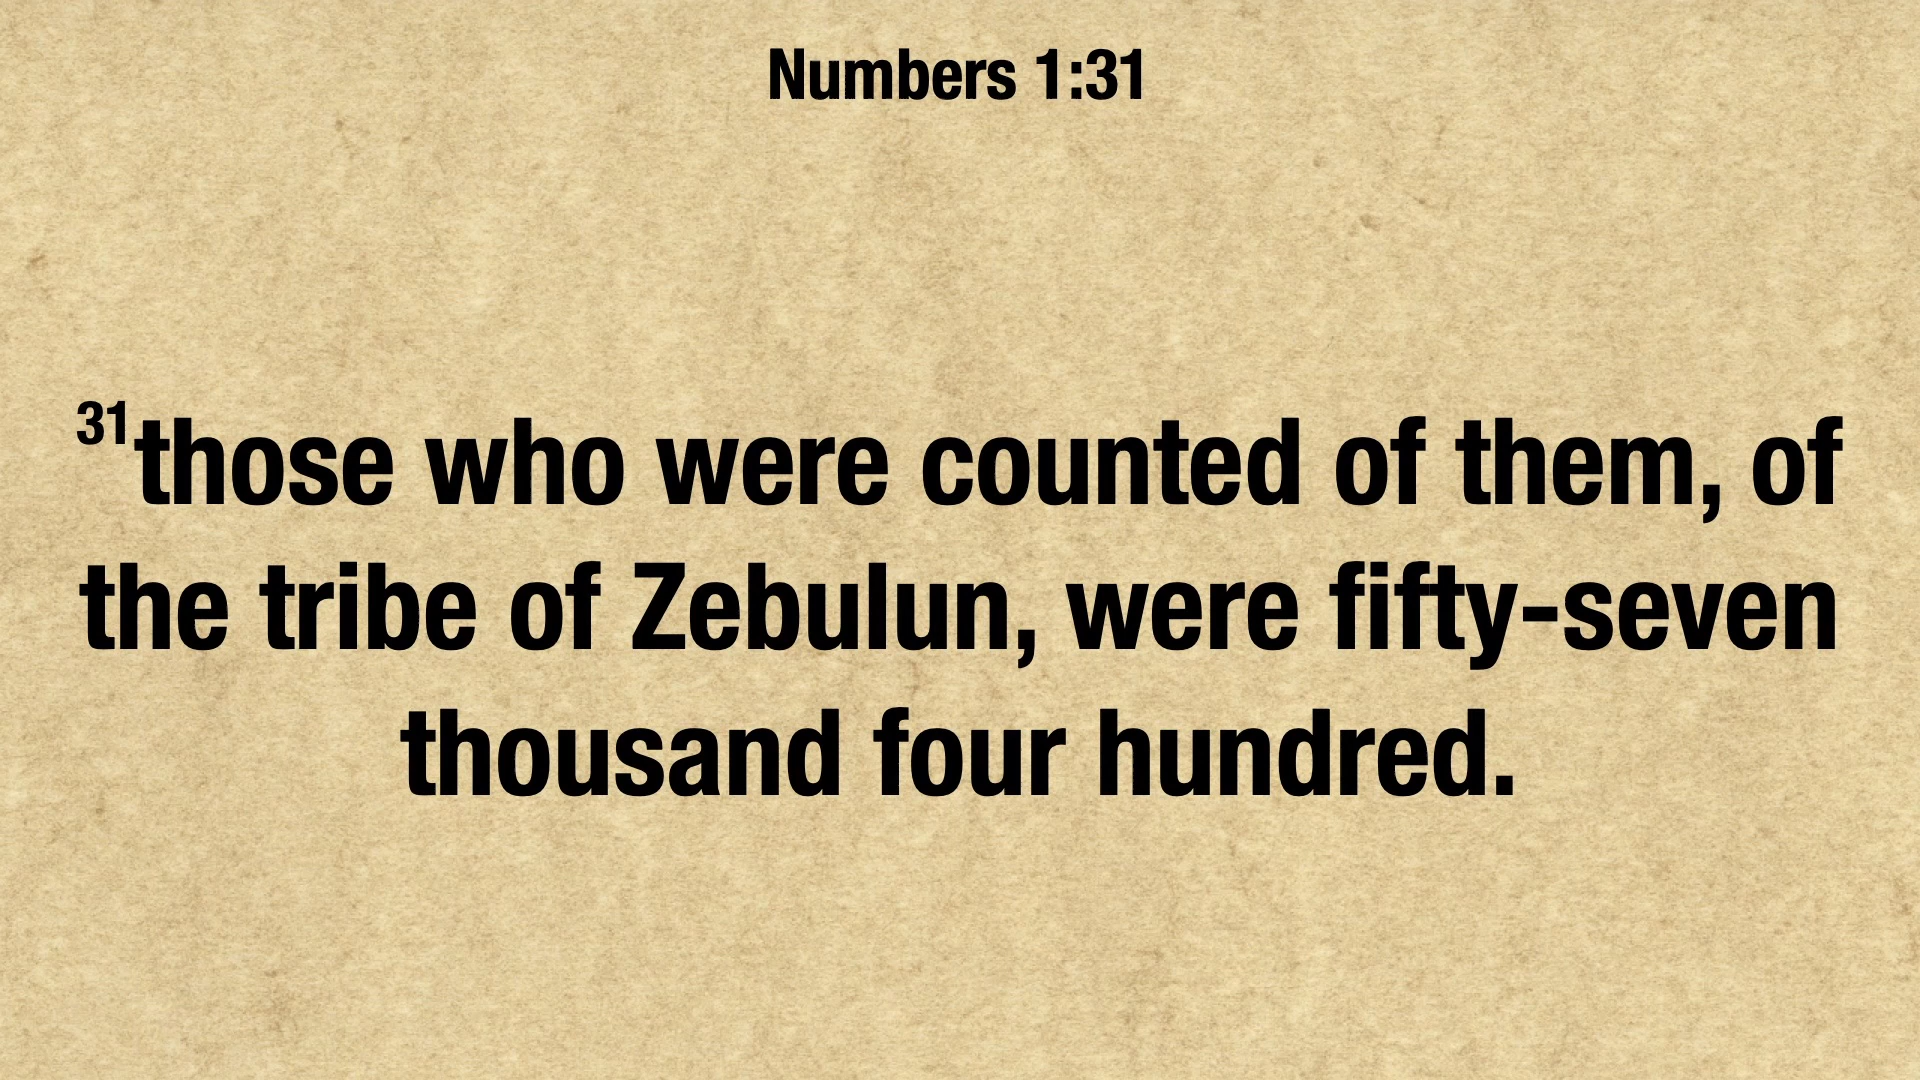 Numbers 1:31
31those who were counted of them, of
the tribe of Zebulun, were fifty-seven
thousand four hundred.